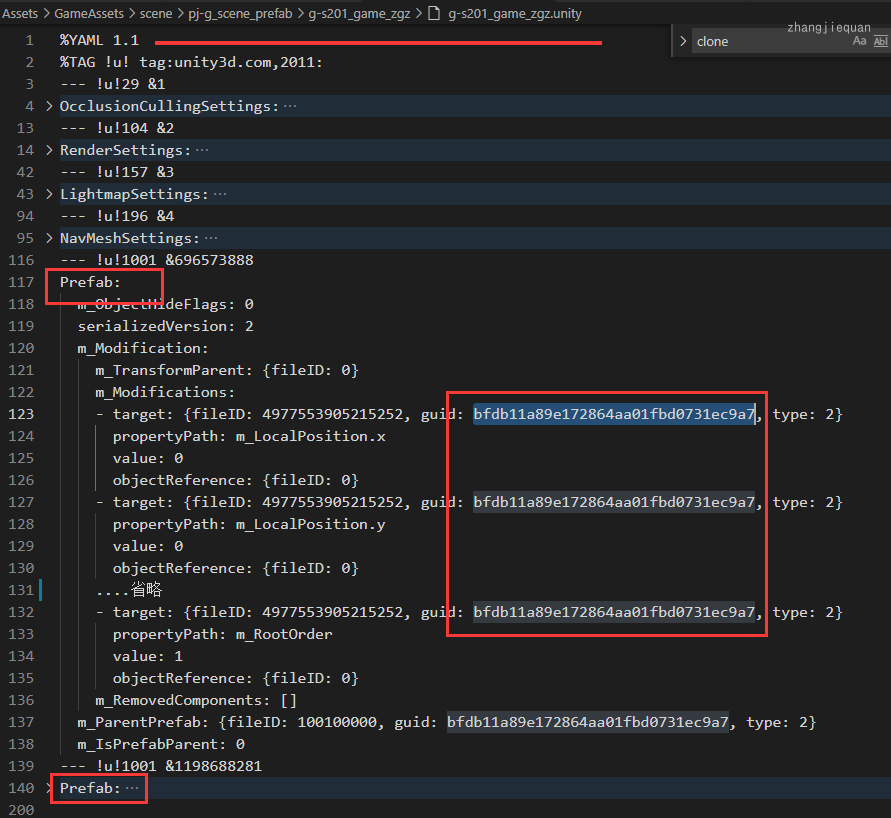 Assets > GameAssets > scene > pj-g_scene_prefab > g-s201_game_zgz > g-s201_game_zgz.unity
zhangjiequan
clone Aa Abl
1 %YAML 1.1
2 %TAG !u! tag:unity3d.com,2011:
3 --- !u!29 &1
4 > OcclusionCullingSettings: ···
13 --- !u!104 &2
14 > RenderSettings: ···
42 --- !u!157 &3
43 > LightmapSettings: ···
94 --- !u!196 &4
95 > NavMeshSettings: ···
116 --- !u!1001 &696573888
117 Prefab:
118 m_ObjectHideFlags: 0
119 serializedVersion: 2
120 m_Modification:
121 m_TransformParent: {fileID: 0}
122 m_Modifications:
123 - target: {fileID: 4977553905215252, guid: bfdb11a89e172864aa01fbd0731ec9a7, type: 2}
124 propertyPath: m_LocalPosition.x
125 value: 0
126 objectReference: {fileID: 0}
127 - target: {fileID: 4977553905215252, guid: bfdb11a89e172864aa01fbd0731ec9a7, type: 2}
128 propertyPath: m_LocalPosition.y
129 value: 0
130 objectReference: {fileID: 0}
131 ....省略
132 - target: {fileID: 4977553905215252, guid: bfdb11a89e172864aa01fbd0731ec9a7, type: 2}
133 propertyPath: m_RootOrder
134 value: 1
135 objectReference: {fileID: 0}
136 m_RemovedComponents: []
137 m_ParentPrefab: {fileID: 100100000, guid: bfdb11a89e172864aa01fbd0731ec9a7, type: 2}
138 m_IsPrefabParent: 0
139 --- !u!1001 &1198688281
140 > Prefab: ···
200